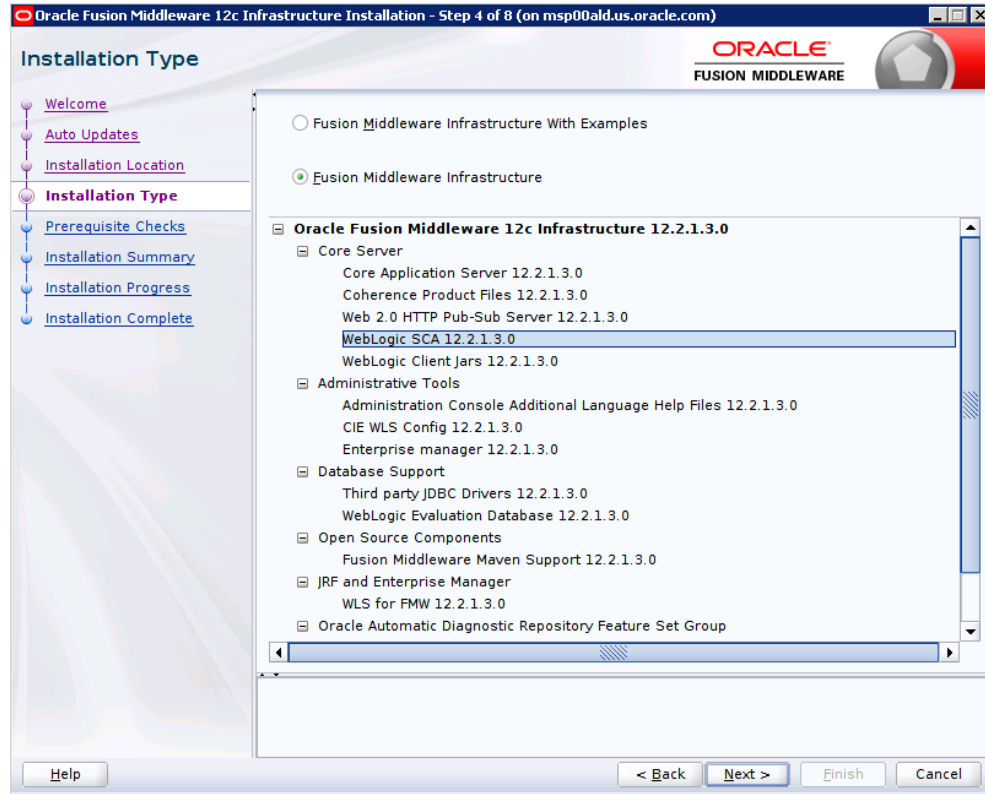 Oracle Fusion Middleware 12c Infrastructure Installation - Step 4 of 8 (on msp00ald.us.oracle.com)
Installation Type
ORACLE
FUSION MIDDLEWARE
Welcome
Auto Updates
Installation Location
Installation Type
Prerequisite Checks
Installation Summary
Installation Progress
Installation Complete
Fusion Middleware Infrastructure With Examples
Fusion Middleware Infrastructure
Oracle Fusion Middleware 12c Infrastructure 12.2.1.3.0
Core Server
Core Application Server 12.2.1.3.0
Coherence Product Files 12.2.1.3.0
Web 2.0 HTTP Pub-Sub Server 12.2.1.3.0
WebLogic SCA 12.2.1.3.0
WebLogic Client Jars 12.2.1.3.0
Administrative Tools
Administration Console Additional Language Help Files 12.2.1.3.0
CIE WLS Config 12.2.1.3.0
Enterprise manager 12.2.1.3.0
Database Support
Third party JDBC Drivers 12.2.1.3.0
WebLogic Evaluation Database 12.2.1.3.0
Open Source Components
Fusion Middleware Maven Support 12.2.1.3.0
JRF and Enterprise Manager
WLS for FMW 12.2.1.3.0
Oracle Automatic Diagnostic Repository Feature Set Group
Help
< Back
Next >
Finish
Cancel